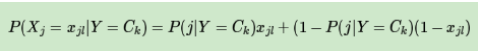 P(X_j = x_{jl}|Y = C_k) = P(j|Y = C_k)x_{jl} + (1 − P(j|Y = C_k)(1 − x_{jl})